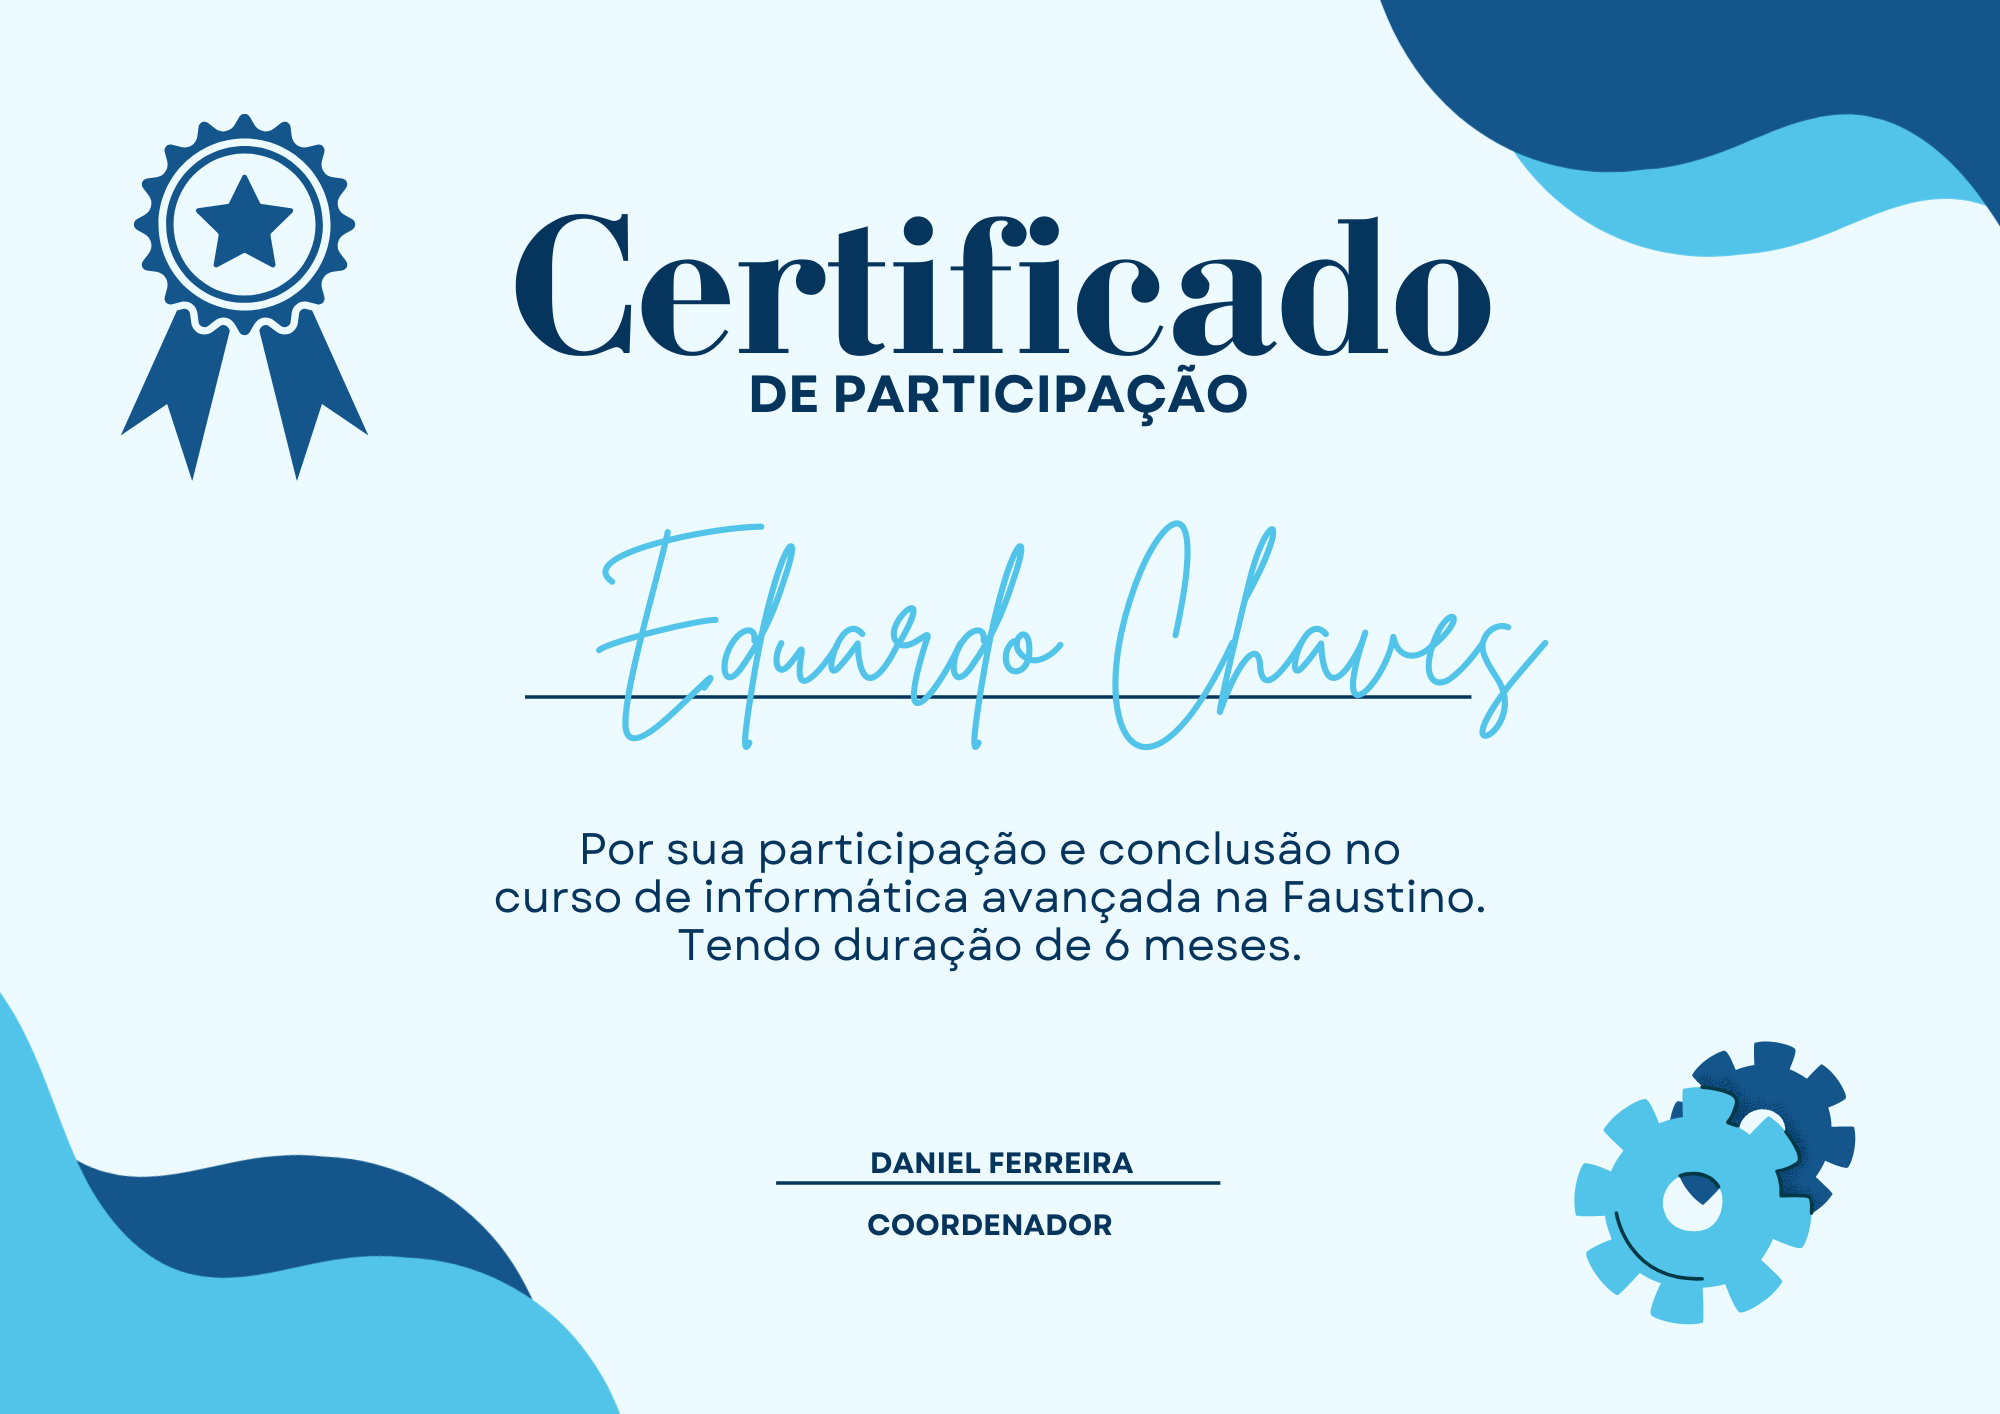 Certificado
DE PARTICIPAÇÃO
Eduardo Chaves
Por sua participação e conclusão no
curso de informática avançada na Faustino.
Tendo duração de 6 meses.
DANIEL FERREIRA
COORDENADOR